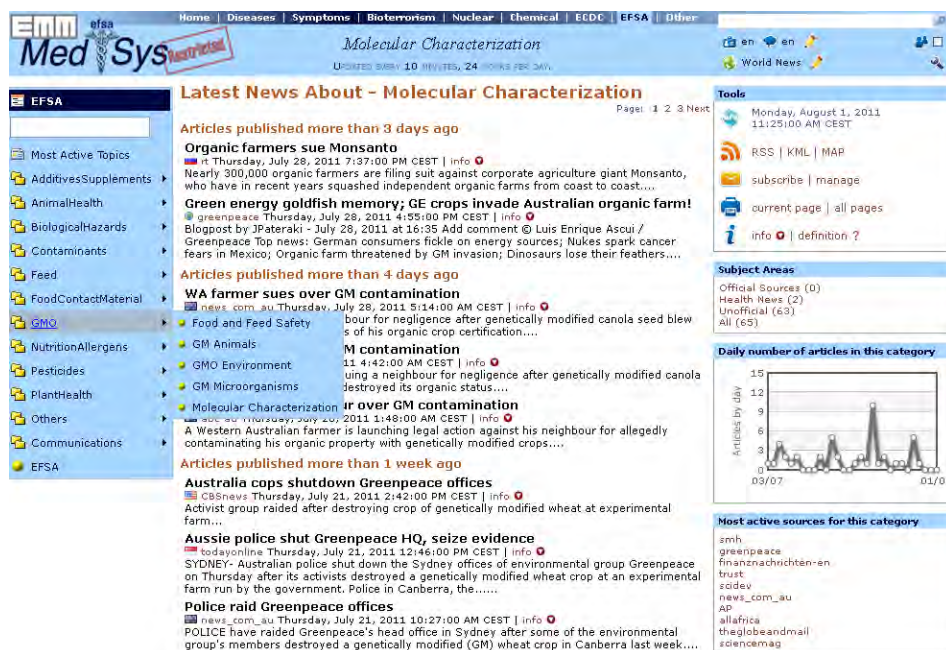 Home | Diseases | Symptoms | Bioterrorism | Nuclear | Chemical | ECDC | EFSA | Other
EMM efsa
Med Sys Restricted
Molecular Characterization
UPDATED EVERY 10 MINUTES, 24 HOURS PER DAY.
en en
World News
EFSA
Most Active Topics
AdditivesSupplements
AnimalHealth
BiologicalHazards
Contaminants
Feed
FoodContactMaterial
GMO
NutritionAllergens
Pesticides
PlantHealth
Others
Communications
EFSA
Food and Feed Safety
GM Animals
GMO Environment
GM Microorganisms
Molecular Characterization
Latest News About - Molecular Characterization
Page: 1 2 3 Next
Articles published more than 3 days ago
Organic farmers sue Monsanto
rt Thursday, July 28, 2011 7:37:00 PM CEST | info
Nearly 300,000 organic farmers are filing suit against corporate agriculture giant Monsanto,
who have in recent years squashed independent organic farms from coast to coast....
Green energy goldfish memory; GE crops invade Australian organic farm!
greenpeace Thursday, July 28, 2011 4:55:00 PM CEST | info
Blogpost by JPateraki - July 28, 2011 at 16:35 Add comment © Luis Enrique Ascui /
Greenpeace Top news: German consumers fickle on energy sources; Nukes spark cancer
fears in Mexico; Organic farm threatened by GM invasion; Dinosaurs lose their feathers....
Articles published more than 4 days ago
WA farmer sues over GM contamination
news_com_au Thursday, July 28, 2011 5:14:00 AM CEST | info
bour for negligence after genetically modified canola seed blew
s of his organic crop certification....
M contamination
11 4:42:00 AM CEST | info
uing a neighbour for negligence after genetically modified canola
destroyed its organic status....
ur over GM contamination
abc au Thursday, July 28, 2011 1:48:00 AM CEST | info
A Western Australian farmer is launching legal action against his neighbour for allegedly
contaminating his organic property with genetically modified crops....
Articles published more than 1 week ago
Australia cops shutdown Greenpeace offices
CBSnews Thursday, July 21, 2011 2:42:00 PM CEST | info
Activist group raided after destroying crop of genetically modified wheat at experimental
farm...
Aussie police shut Greenpeace HQ, seize evidence
todayonline Thursday, July 21, 2011 12:46:00 PM CEST | info
SYDNEY- Australian police shut down the Sydney offices of environmental group Greenpeace
on Thursday after its activists destroyed a genetically modified wheat crop at an experimental
farm run by the government. Police in Canberra, the......
Police raid Greenpeace offices
news_com_au Thursday, July 21, 2011 10:27:00 AM CEST | info
POLICE have raided Greenpeace's head office in Sydney after some of the environmental
group's members destroyed a genetically modified (GM) wheat crop in Canberra last week....
Tools
Monday, August 1, 2011
11:25:00 AM CEST
RSS | KML | MAP
subscribe | manage
current page | all pages
info | definition ?
Subject Areas
Official Sources (0)
Health News (2)
Unofficial (63)
All (65)
Daily number of articles in this category
Articles by day
15
12
9
6
3
0
03/07 01/0
Most active sources for this category
smh
greenpeace
finanznachrichten-en
trust
scidev
news_com_au
AP
allafrica
theglobeandmail
sciencemag